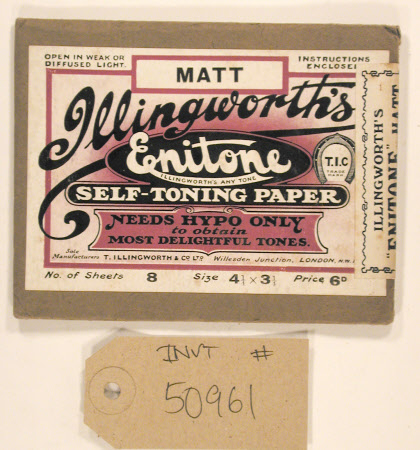 OPEN IN WEAK OR
DIFFUSED LIGHT.
MATT
INSTRUCTIONS
ENCLOSE
Illingworth's
Enitone
ILLINGWORTH'S ANY TONE
T.I.C
TRADE
MARK
SELF-TONING PAPER
NEEDS HYPO ONLY
to obtain
MOST DELIGHTFUL TONES.
Sole
Manufacturers T. ILLINGWORTH & CO LTD Willesden Junction, LONDON, N.W.
No. of Sheets 8 Size 4¼ x 3¼ Price 6D
ILLINGWORTH'S
"ENITONE" MATT
INVT #
50961